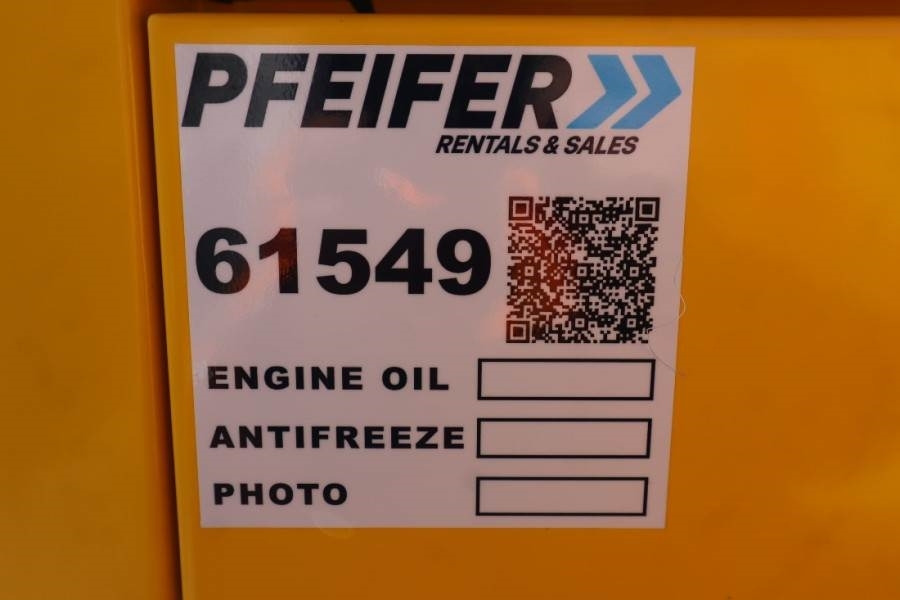 PFEIFER
RENTALS & SALES
61549
ENGINE OIL
ANTIFREEZE
PHOTO